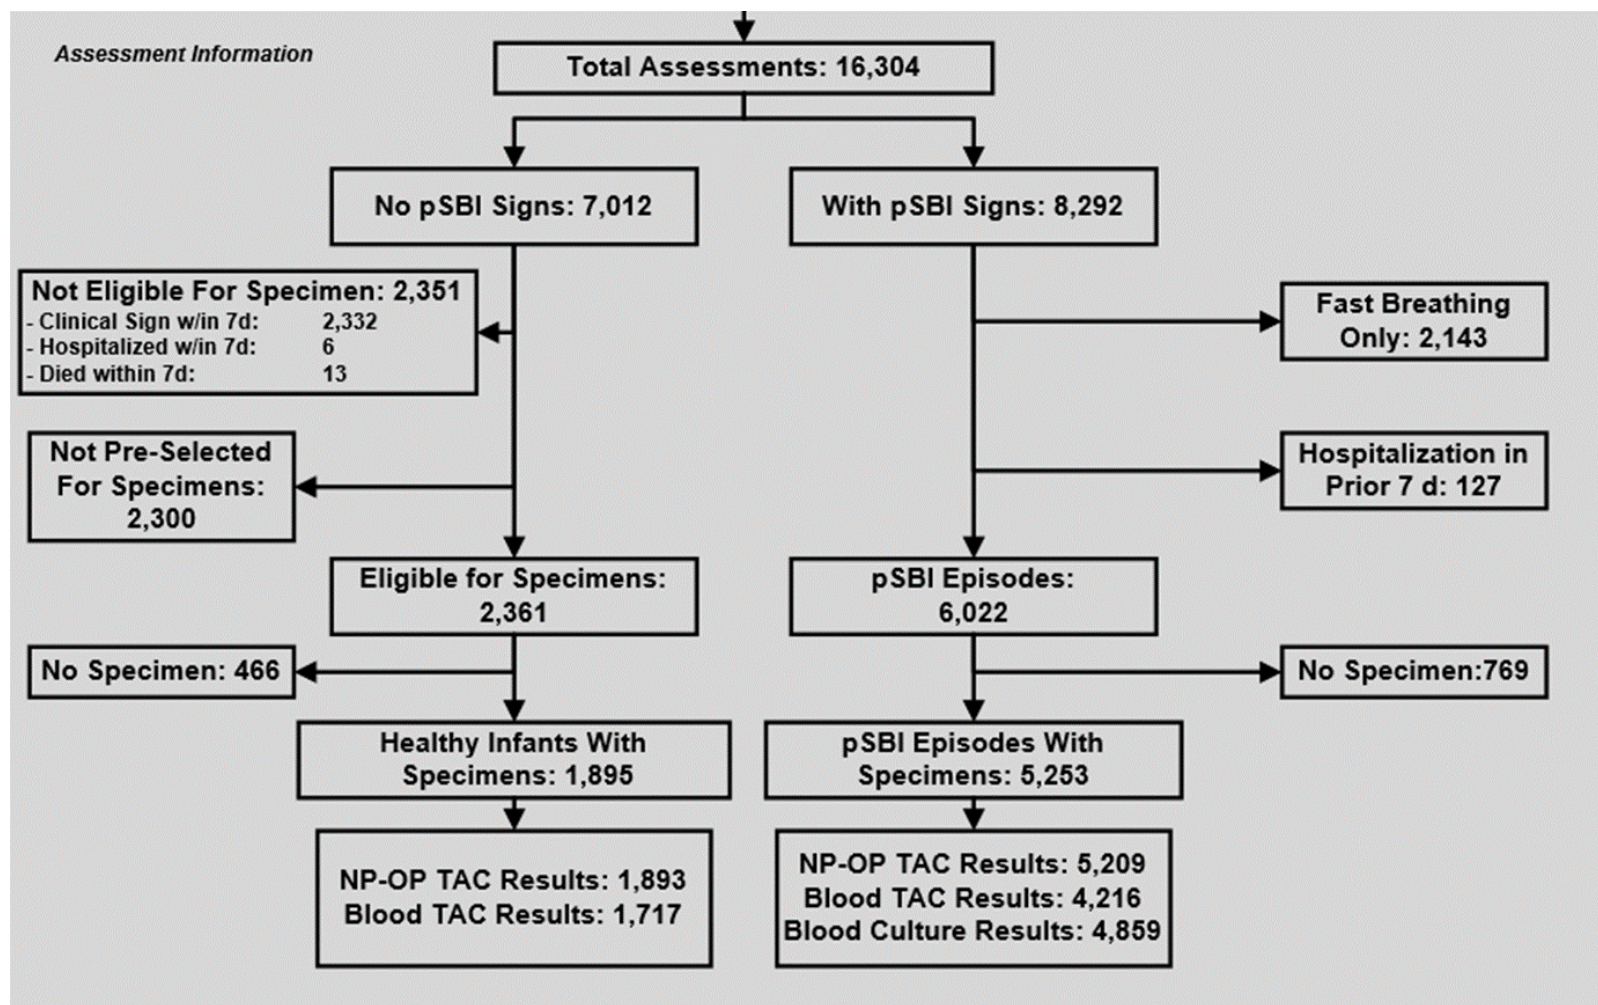 Assessment Information
Total Assessments: 16,304
No pSBI Signs: 7,012
With pSBI Signs: 8,292
Not Eligible For Specimen: 2,351
- Clinical Sign w/in 7d: 2,332
- Hospitalized w/in 7d: 6
- Died within 7d: 13
Fast Breathing
Only: 2,143
Not Pre-Selected
For Specimens:
2,300
Hospitalization in
Prior 7 d: 127
Eligible for Specimens:
2,361
pSBI Episodes:
6,022
No Specimen: 466
No Specimen:769
Healthy Infants With
Specimens: 1,895
pSBI Episodes With
Specimens: 5,253
NP-OP TAC Results: 1,893
Blood TAC Results: 1,717
NP-OP TAC Results: 5,209
Blood TAC Results: 4,216
Blood Culture Results: 4,859